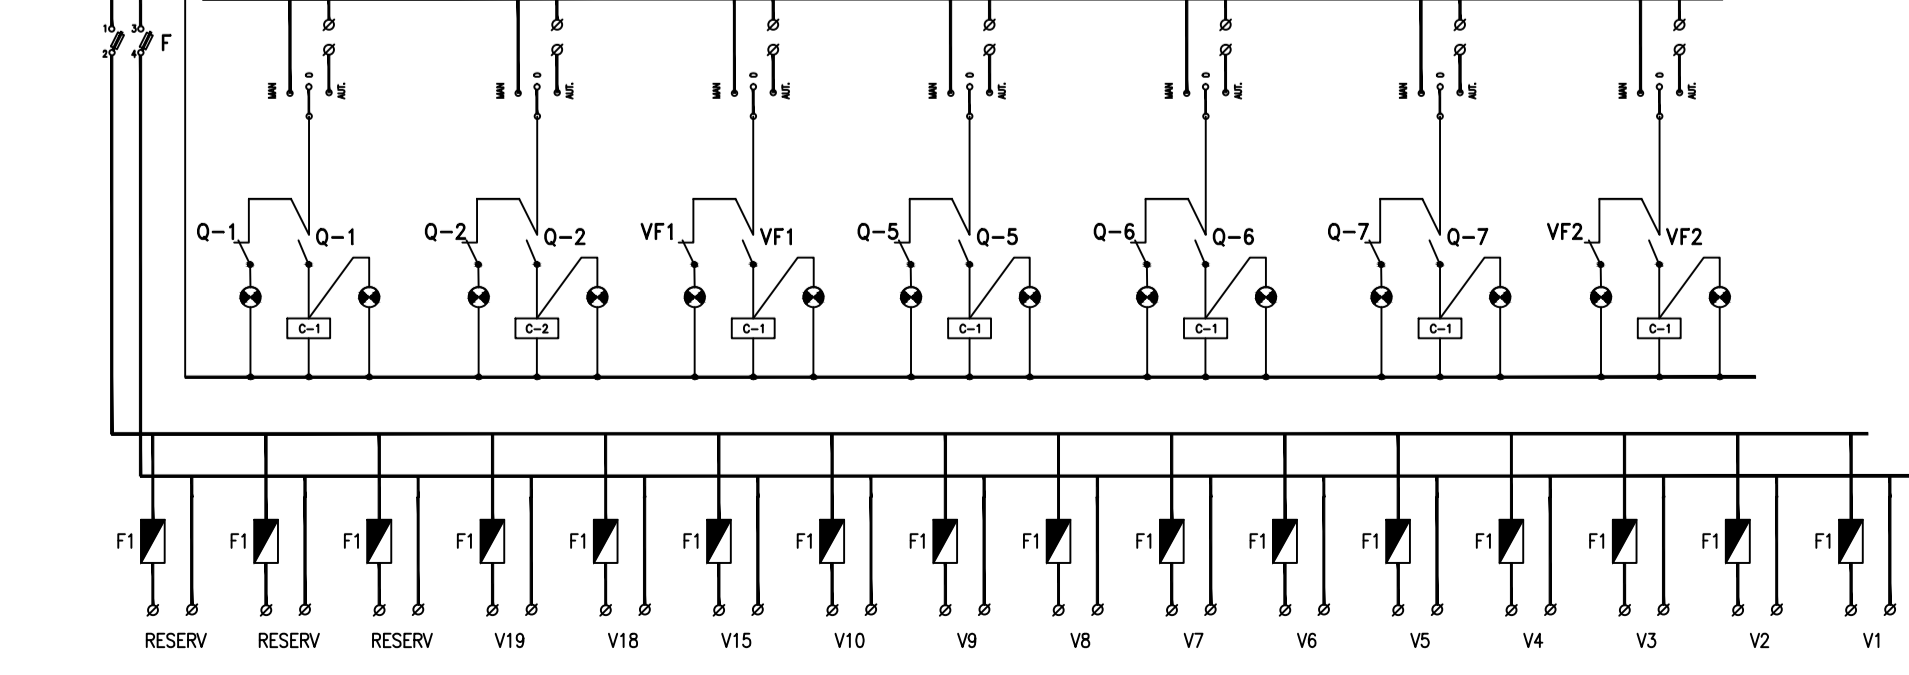 1 3 F
2 4
0 0 0 0 0 0 0
MAN AUT. MAN AUT. MAN AUT. MAN AUT. MAN AUT. MAN AUT. MAN AUT.
Q-1 Q-1 Q-2 Q-2 VF1 VF1 Q-5 Q-5 Q-6 Q-6 Q-7 Q-7 VF2 VF2
C-1 C-2 C-1 C-1 C-1 C-1 C-1
F1 F1 F1 F1 F1 F1 F1 F1 F1 F1 F1 F1 F1 F1 F1 F1
RESERV RESERV RESERV V19 V18 V15 V10 V9 V8 V7 V6 V5 V4 V3 V2 V1